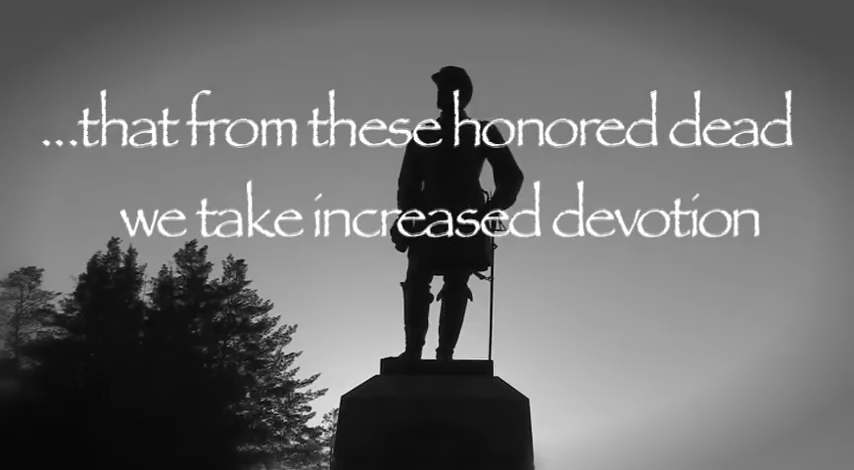 ...that from these honored dead
we take increased devotion